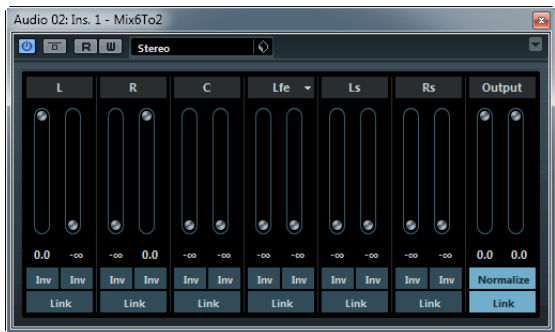 Audio 02: Ins. 1 - Mix6To2
R W Stereo
L R C Lfe Ls Rs Output
0.0 -∞ -∞ 0.0 -∞ -∞ -∞ -∞ -∞ -∞ -∞ -∞ 0.0 0.0
Inv Inv Inv Inv Inv Inv Inv Inv Inv Inv Inv Inv Normalize
Link Link Link Link Link Link Link